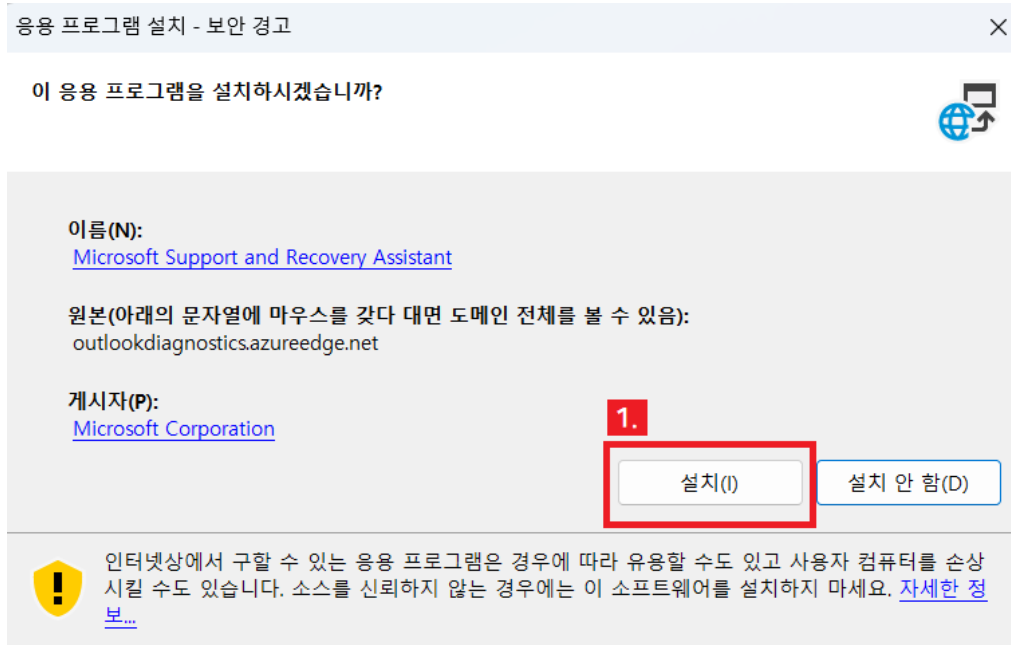 응용 프로그램 설치 - 보안 경고
이 응용 프로그램을 설치하시겠습니까?
이름(N):
Microsoft Support and Recovery Assistant
원본(아래의 문자열에 마우스를 갖다 대면 도메인 전체를 볼 수 있음):
outlookdiagnostics.azureedge.net
게시자(P):
Microsoft Corporation
1.
설치(I)
설치 안 함(D)
인터넷상에서 구할 수 있는 응용 프로그램은 경우에 따라 유용할 수도 있고 사용자 컴퓨터를 손상
시킬 수도 있습니다. 소스를 신뢰하지 않는 경우에는 이 소프트웨어를 설치하지 마세요. 자세한 정
보...